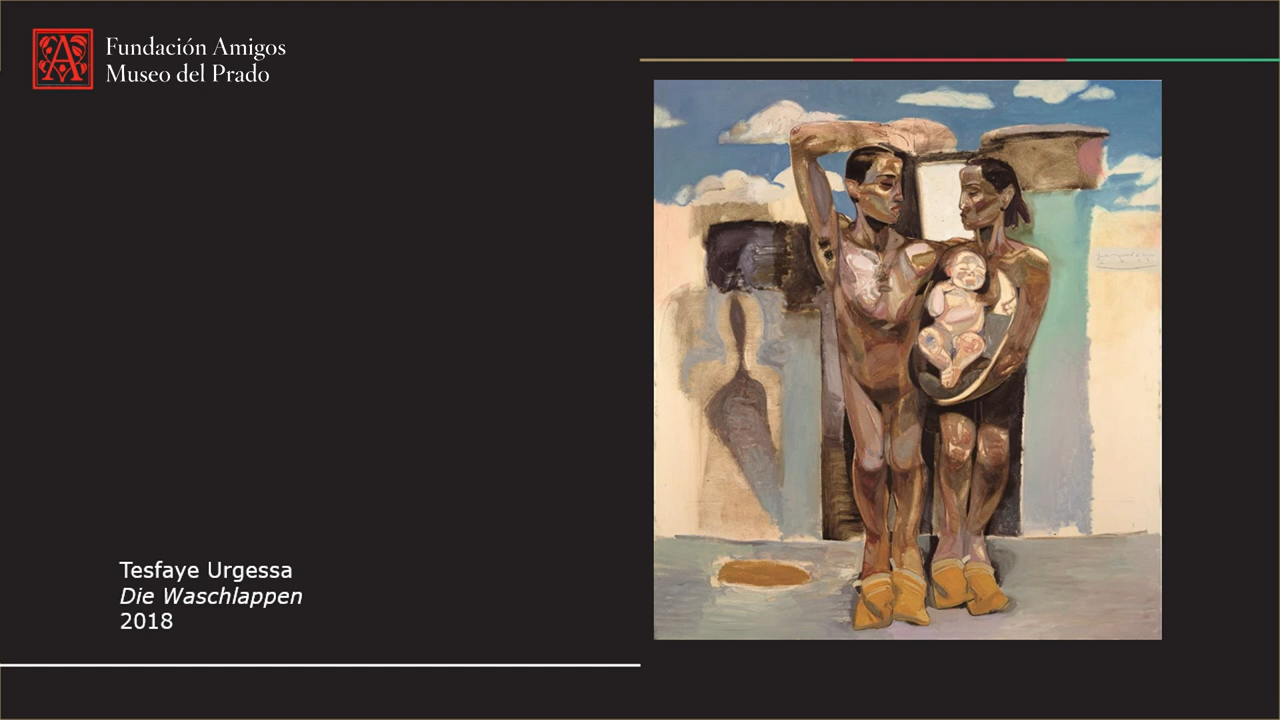 Fundación Amigos
Museo del Prado
Tesfaye Urgessa
Die Waschlappen
2018